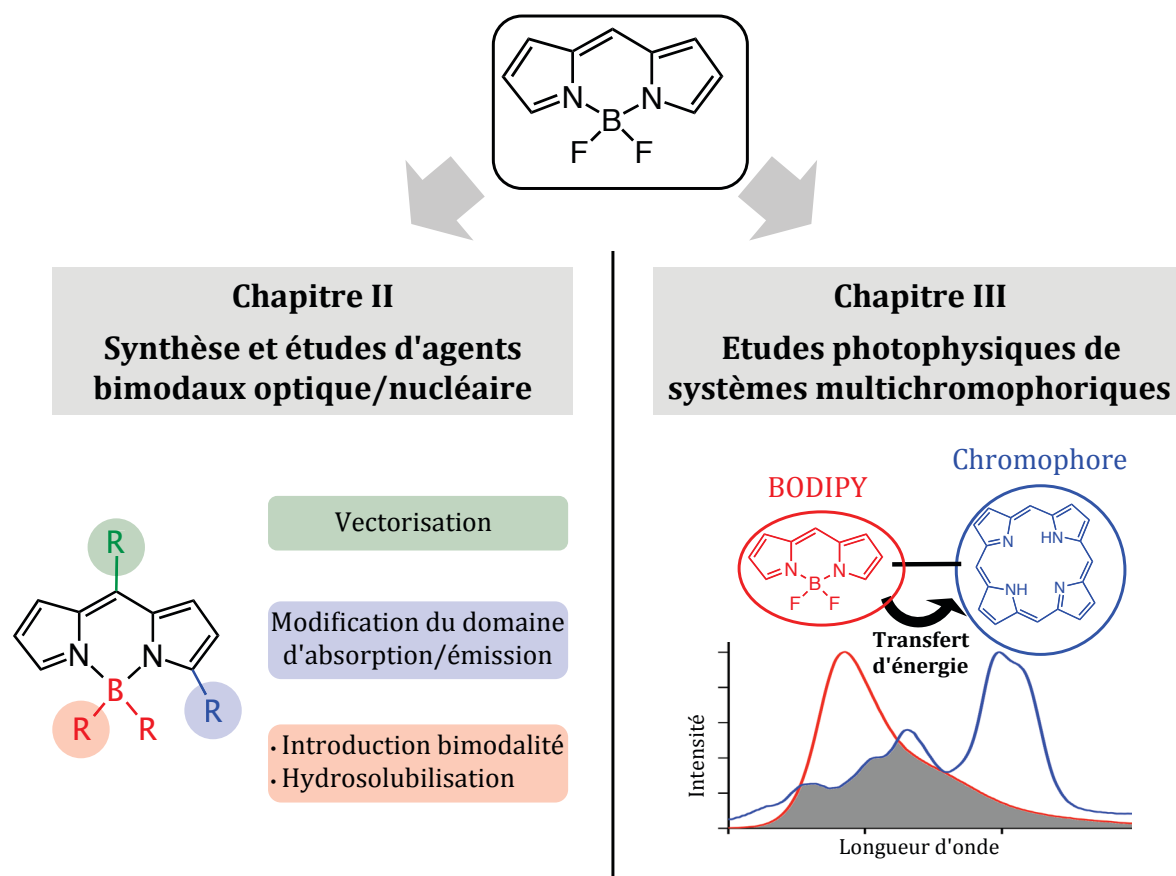 N
N
B
F
F
Chapitre II
Synthèse et études d'agents
bimodaux optique/nucléaire
R
N
N
B
R
R
R
Vectorisation
Modification du domaine
d'absorption/émission
· Introduction bimodalité
· Hydrosolubilisation
Chapitre III
Etudes photophysiques de
systèmes multichromophoriques
BODIPY
N
N
B
F
F
Chromophore
N
HN
NH
N
Transfert
d'énergie
Intensité
Longueur d'onde